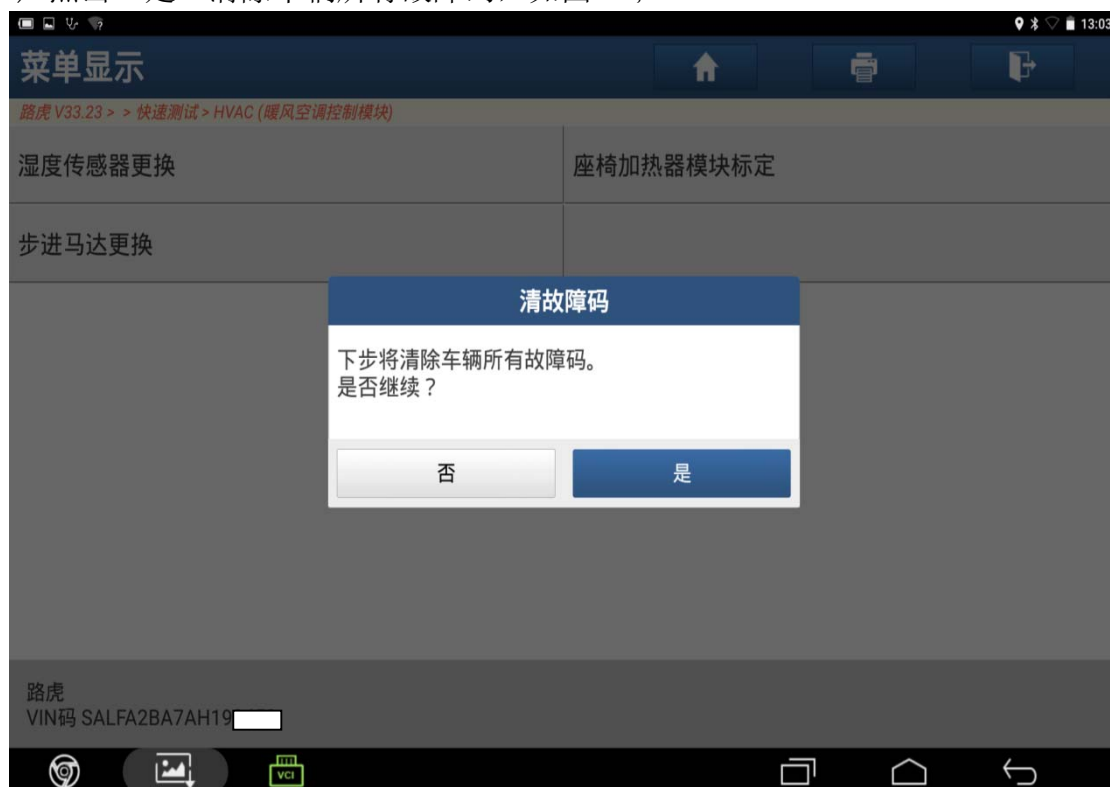 13:03
菜单显示
路虎 V33.23 > > 快速测试 > HVAC (暖风空调控制模块)
湿度传感器更换
座椅加热器模块标定
步进马达更换
清故障码
下步将清除车辆所有故障码。
是否继续？
否
是
路虎
VIN码 SALFA2BA7AH19
VCI